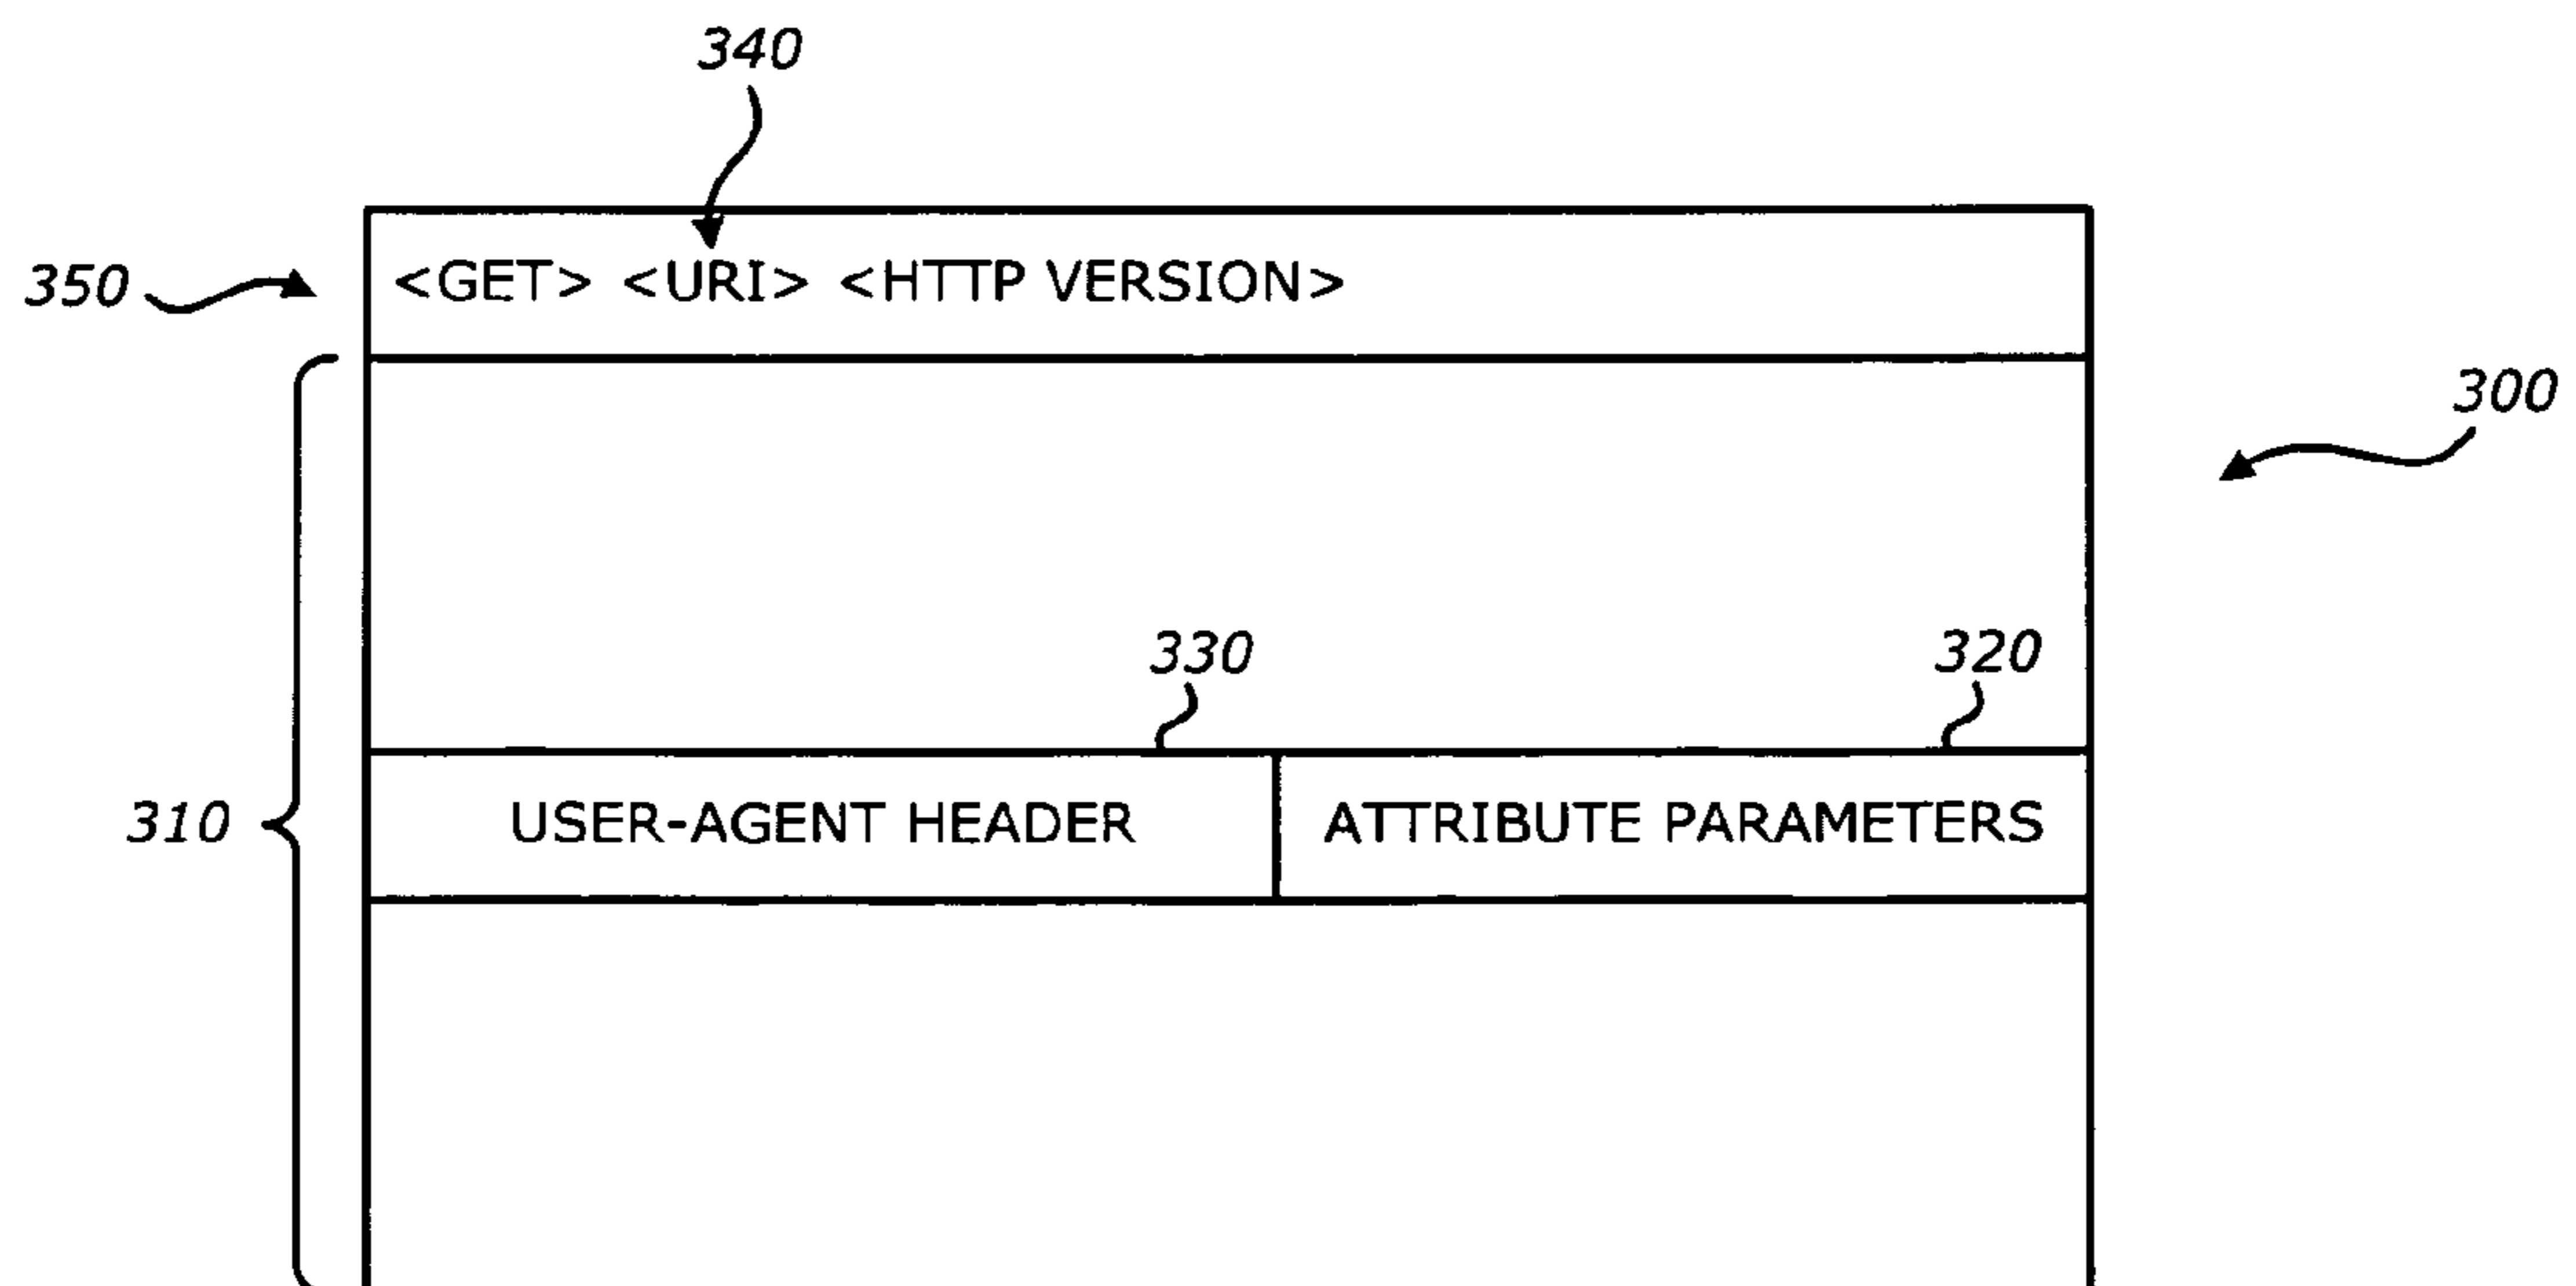 340
350
<GET> <URI> <HTTP VERSION>
300
330
320
310
USER-AGENT HEADER
ATTRIBUTE PARAMETERS